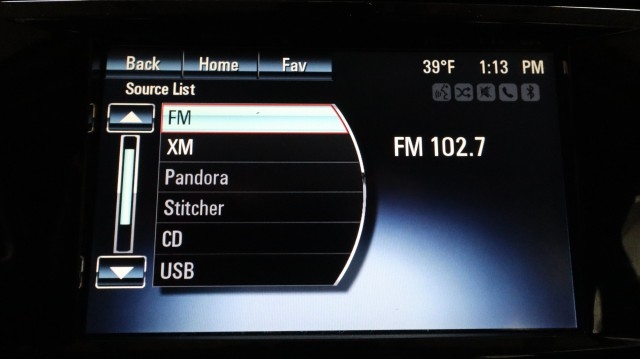 Back Home Fav 39°F 1:13 PM
Source List
FM
XM
FM 102.7
Pandora
Stitcher
CD
USB